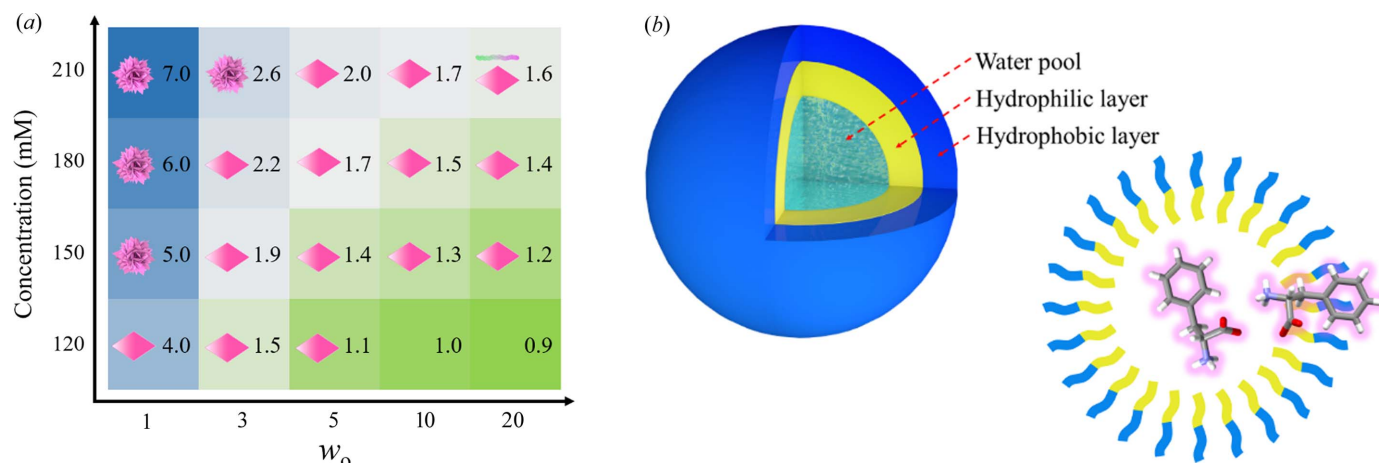 (a)
Concentration (mM)
210 7.0 2.6 2.0 1.7 1.6
180 6.0 2.2 1.7 1.5 1.4
150 5.0 1.9 1.4 1.3 1.2
120 4.0 1.5 1.1 1.0 0.9
1 3 5 10 20
wo
(b)
Water pool
Hydrophilic layer
Hydrophobic layer